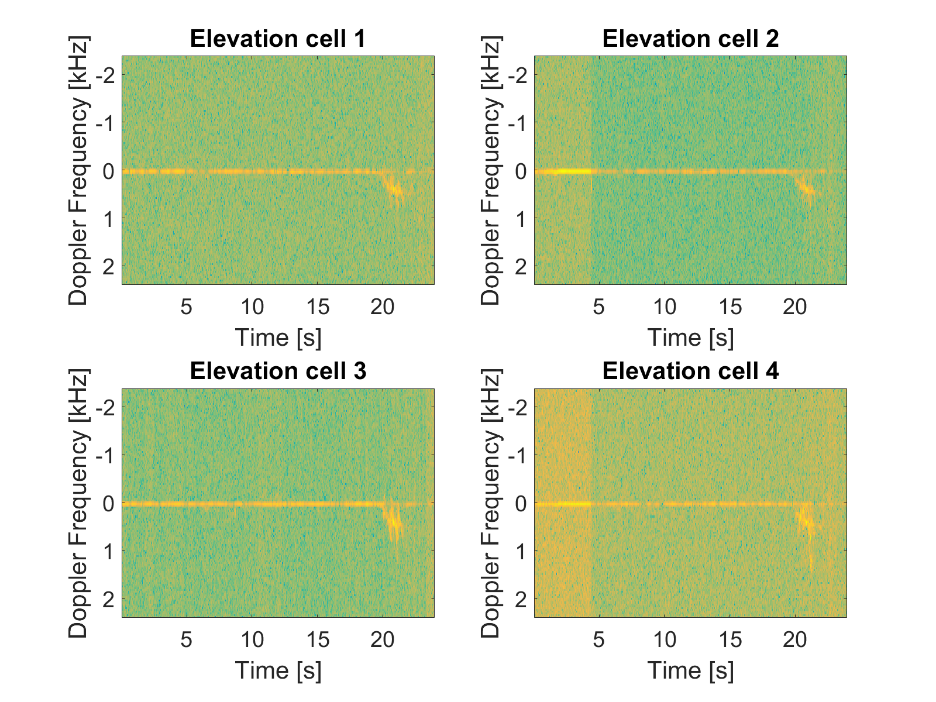 Elevation cell 1
Doppler Frequency [kHz]
-2
-1
0
1
2
5 10 15 20
Time [s]
Elevation cell 2
Doppler Frequency [kHz]
-2
-1
0
1
2
5 10 15 20
Time [s]
Elevation cell 3
Doppler Frequency [kHz]
-2
-1
0
1
2
5 10 15 20
Time [s]
Elevation cell 4
Doppler Frequency [kHz]
-2
-1
0
1
2
5 10 15 20
Time [s]